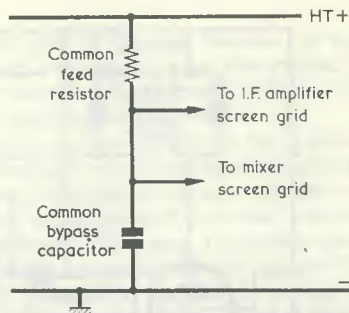 HT+
Common
feed
resistor
To I.F. amplifier
screen grid
To mixer
screen grid
Common
bypass
capacitor
–